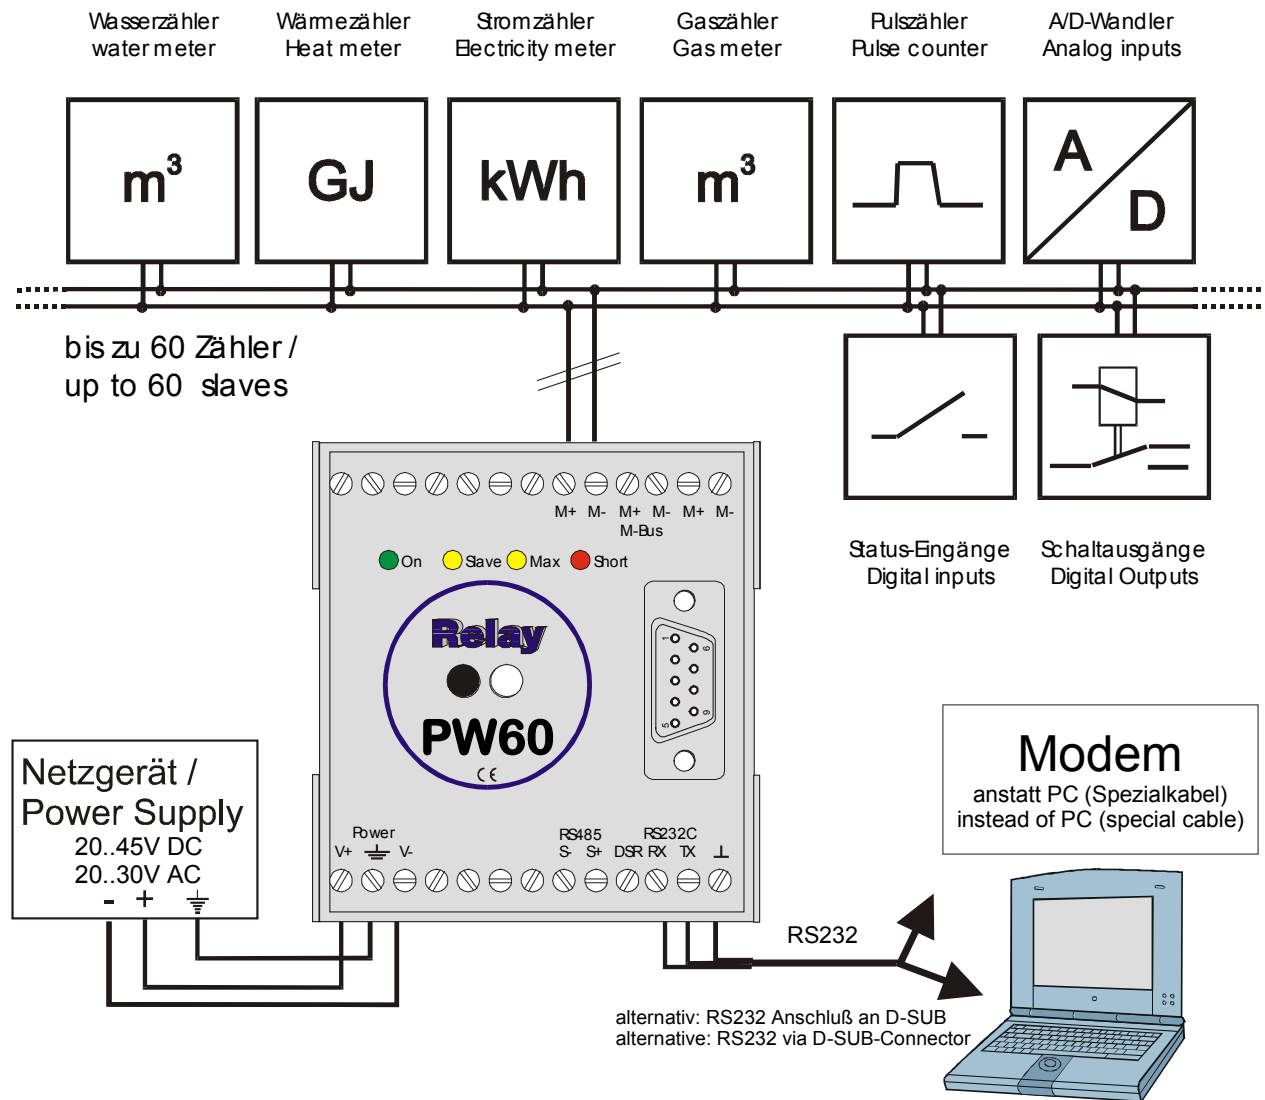 Wasserzähler
water meter
Wärmezähler
Heat meter
Stromzähler
Electricity meter
Gaszähler
Gas meter
Pulszähler
Pulse counter
A/D-Wandler
Analog inputs
m³
GJ
kWh
m³
A
D
bis zu 60 Zähler /
up to 60 slaves
M+ M- M+ M- M+ M-
M-Bus
On Slave Max Short
Status-Eingänge
Digital inputs
Schaltausgänge
Digital Outputs
Relay
PW60
CE
1
6
5
9
Netzgerät /
Power Supply
20..45V DC
20..30V AC
- +
Power
V+ V-
RS485
S- S+
RS232C
DSR RX TX ⊥
Modem
anstatt PC (Spezialkabel)
instead of PC (special cable)
RS232
alternativ: RS232 Anschluß an D-SUB
alternative: RS232 via D-SUB-Connector